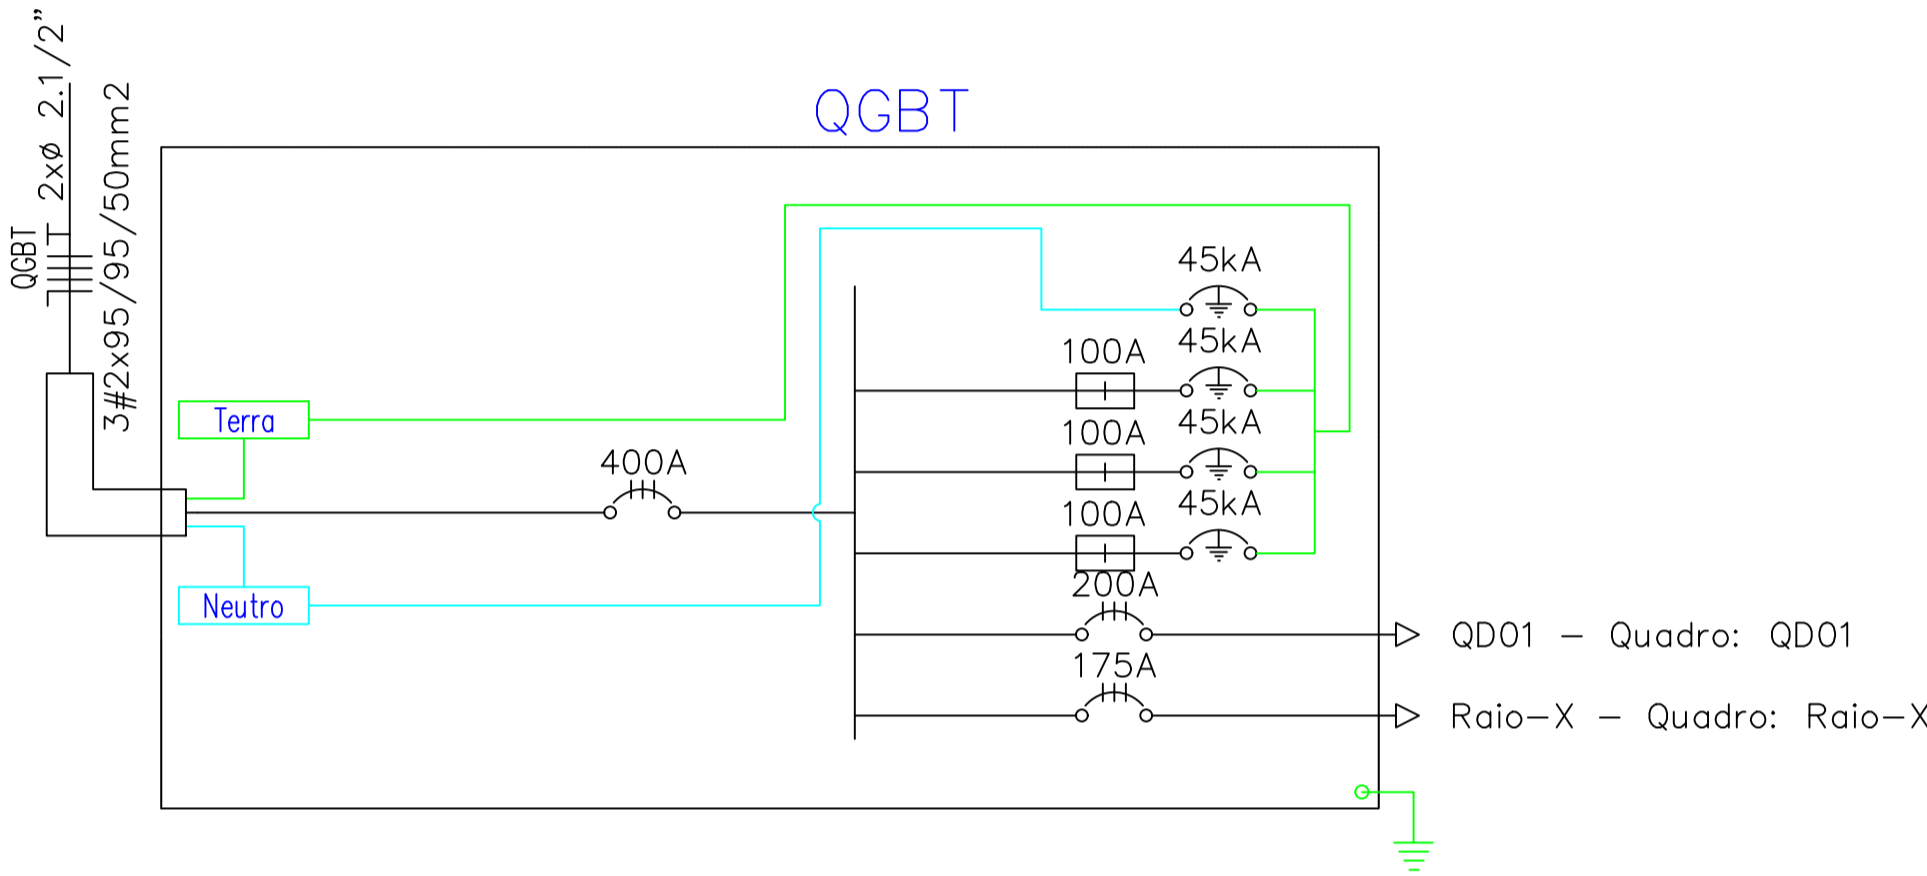 QGBT
QGBT
2xø 2.1/2”
3#2x95/95/50mm2
45kA
100A
45kA
Terra
100A
45kA
400A
100A
45kA
Neutro
200A
QD01 – Quadro: QD01
175A
Raio–X – Quadro: Raio–X